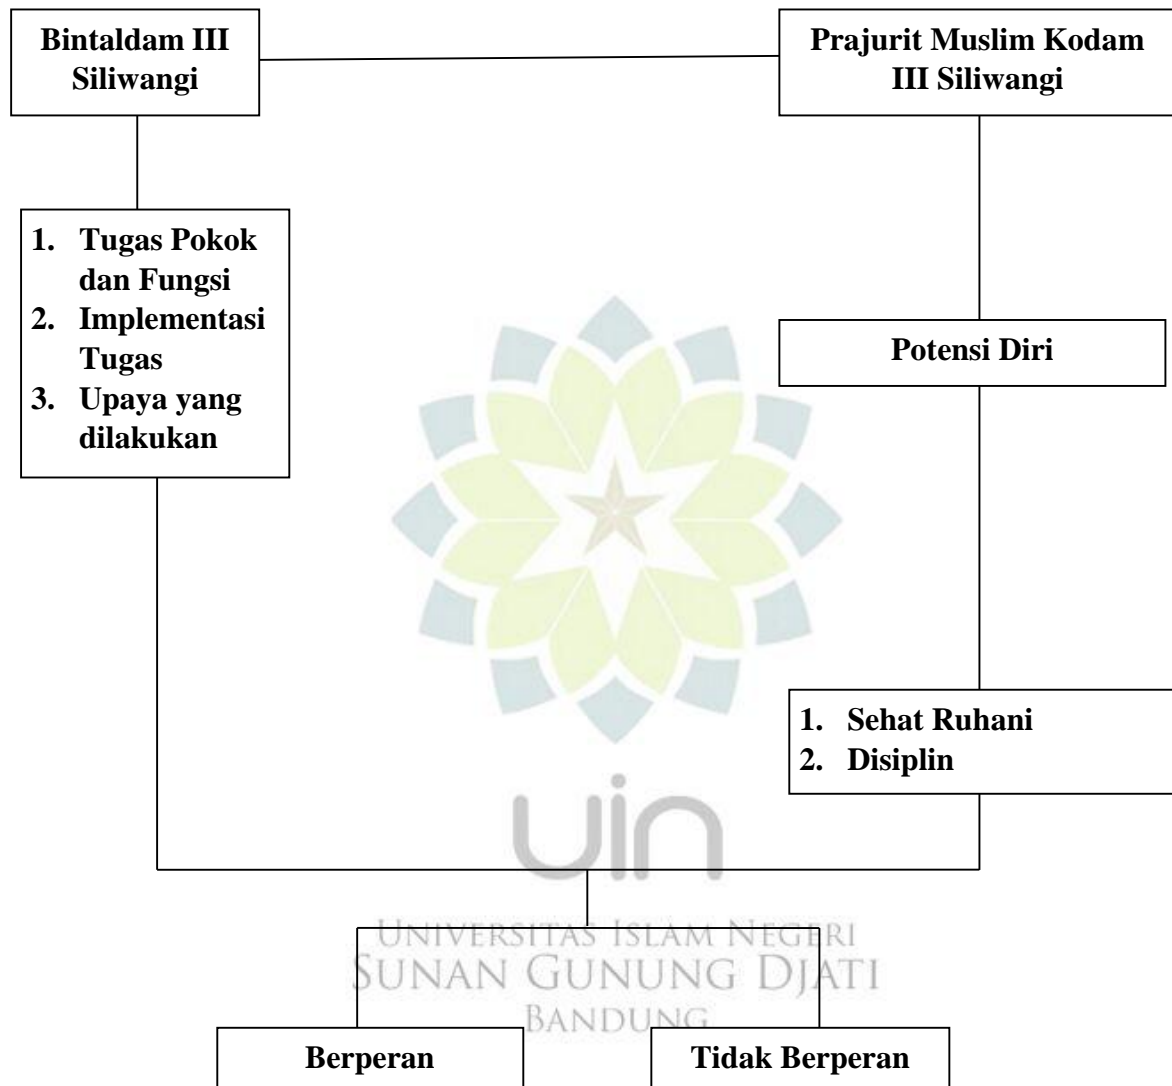 Bintaldam III
Siliwangi
Prajurit Muslim Kodam
III Siliwangi
1. Tugas Pokok
dan Fungsi
2. Implementasi
Tugas
3. Upaya yang
dilakukan
Potensi Diri
1. Sehat Ruhani
2. Disiplin
uin
UNIVERSITAS ISLAM NEGERI
SUNAN GUNUNG DJATI
BANDUNG
Berperan
Tidak Berperan